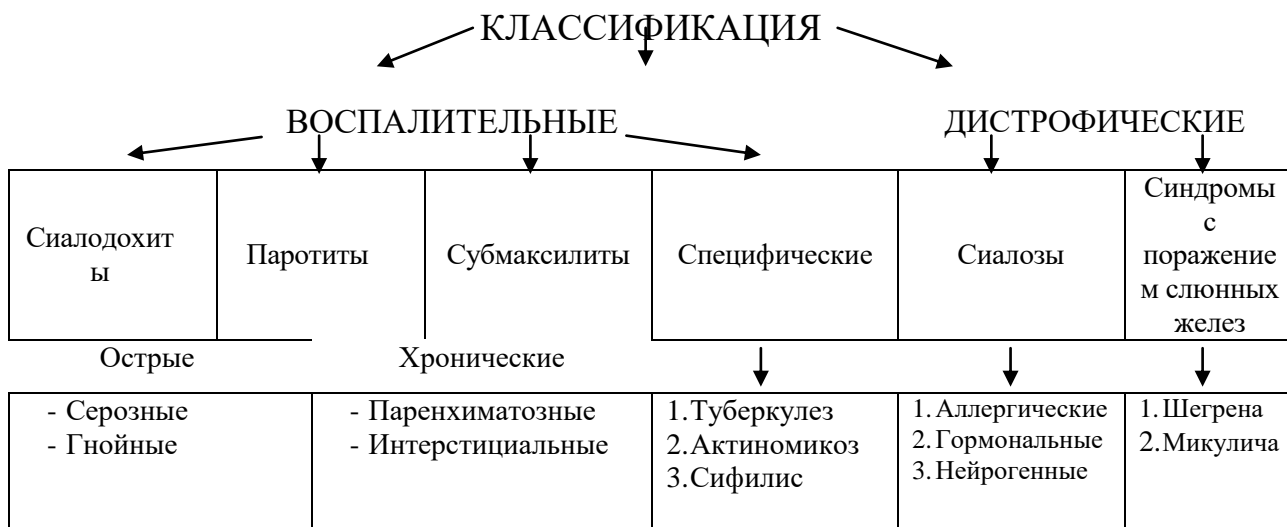 КЛАССИФИКАЦИЯ
ВОСПАЛИТЕЛЬНЫЕ ДИСТРОФИЧЕСКИЕ
Сиалодохит
ы
Паротиты
Субмаксилиты
Специфические
Сиалозы
Синдромы
с
поражение
м слюнных
желез
Острые Хронические
- Серозные
- Гнойные
- Паренхиматозные
- Интерстициальные
1.Туберкулез
2.Актиномикоз
3.Сифилис
1. Аллергические
2. Гормональные
3. Нейрогенные
1. Шегрена
2. Микулича